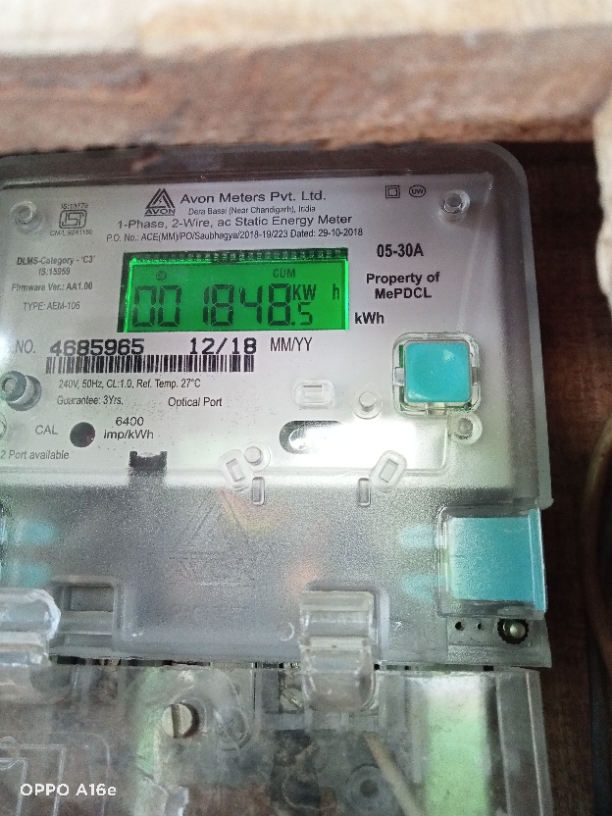 Avon Meters Pvt. Ltd.
AVON
Dera Bassi (Near Chandigarh), India
1-Phase, 2-Wire, ac Static Energy Meter
P.O. No.: ACE(MM)/PO/Saubhagya/2018-19/223 Dated: 29-10-2018
UW
ISI
DLMS-Category - 'C3'
IS:15959
Firmware Ver.: AA1.00
TYPE: AEM-106
CUM
001848.5 KW h
05-30A
Property of
MePDCL
kWh
NO. 4685965 12/18 MM/YY
240V, 50Hz, CL:1.0, Ref. Temp. 27°C
Guarantee: 3Yrs. Optical Port
CAL
6400
imp/kWh
2 Port available
OPPO A16e